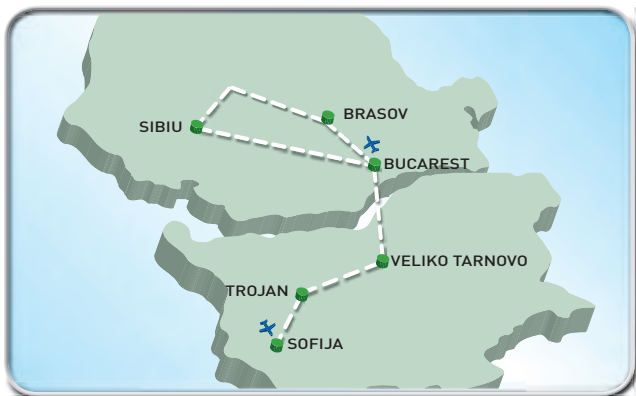 BRASOV
SIBIU
BUCAREST
VELIKO TARNOVO
TROJAN
SOFIJA